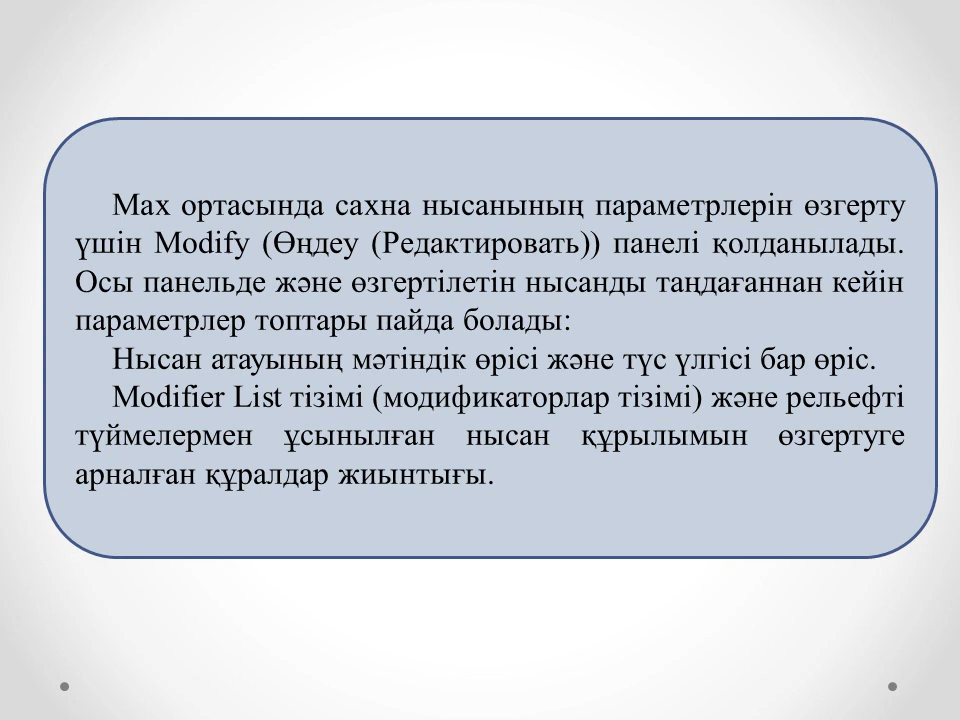 Max ортасында сахна нысанының параметрлерін өзгерту
үшін Modify (Өңдеу (Редактировать)) панелі қолданылады.
Осы панельде және өзгертілетін нысанды таңдағаннан кейін
параметрлер топтары пайда болады:
Нысан атауының мәтіндік өрісі және түс үлгісі бар өріс.
Modifier List тізімі (модификаторлар тізімі) және рельефті
түймелермен ұсынылған нысан құрылымын өзгертуге
арналған құралдар жиынтығы.